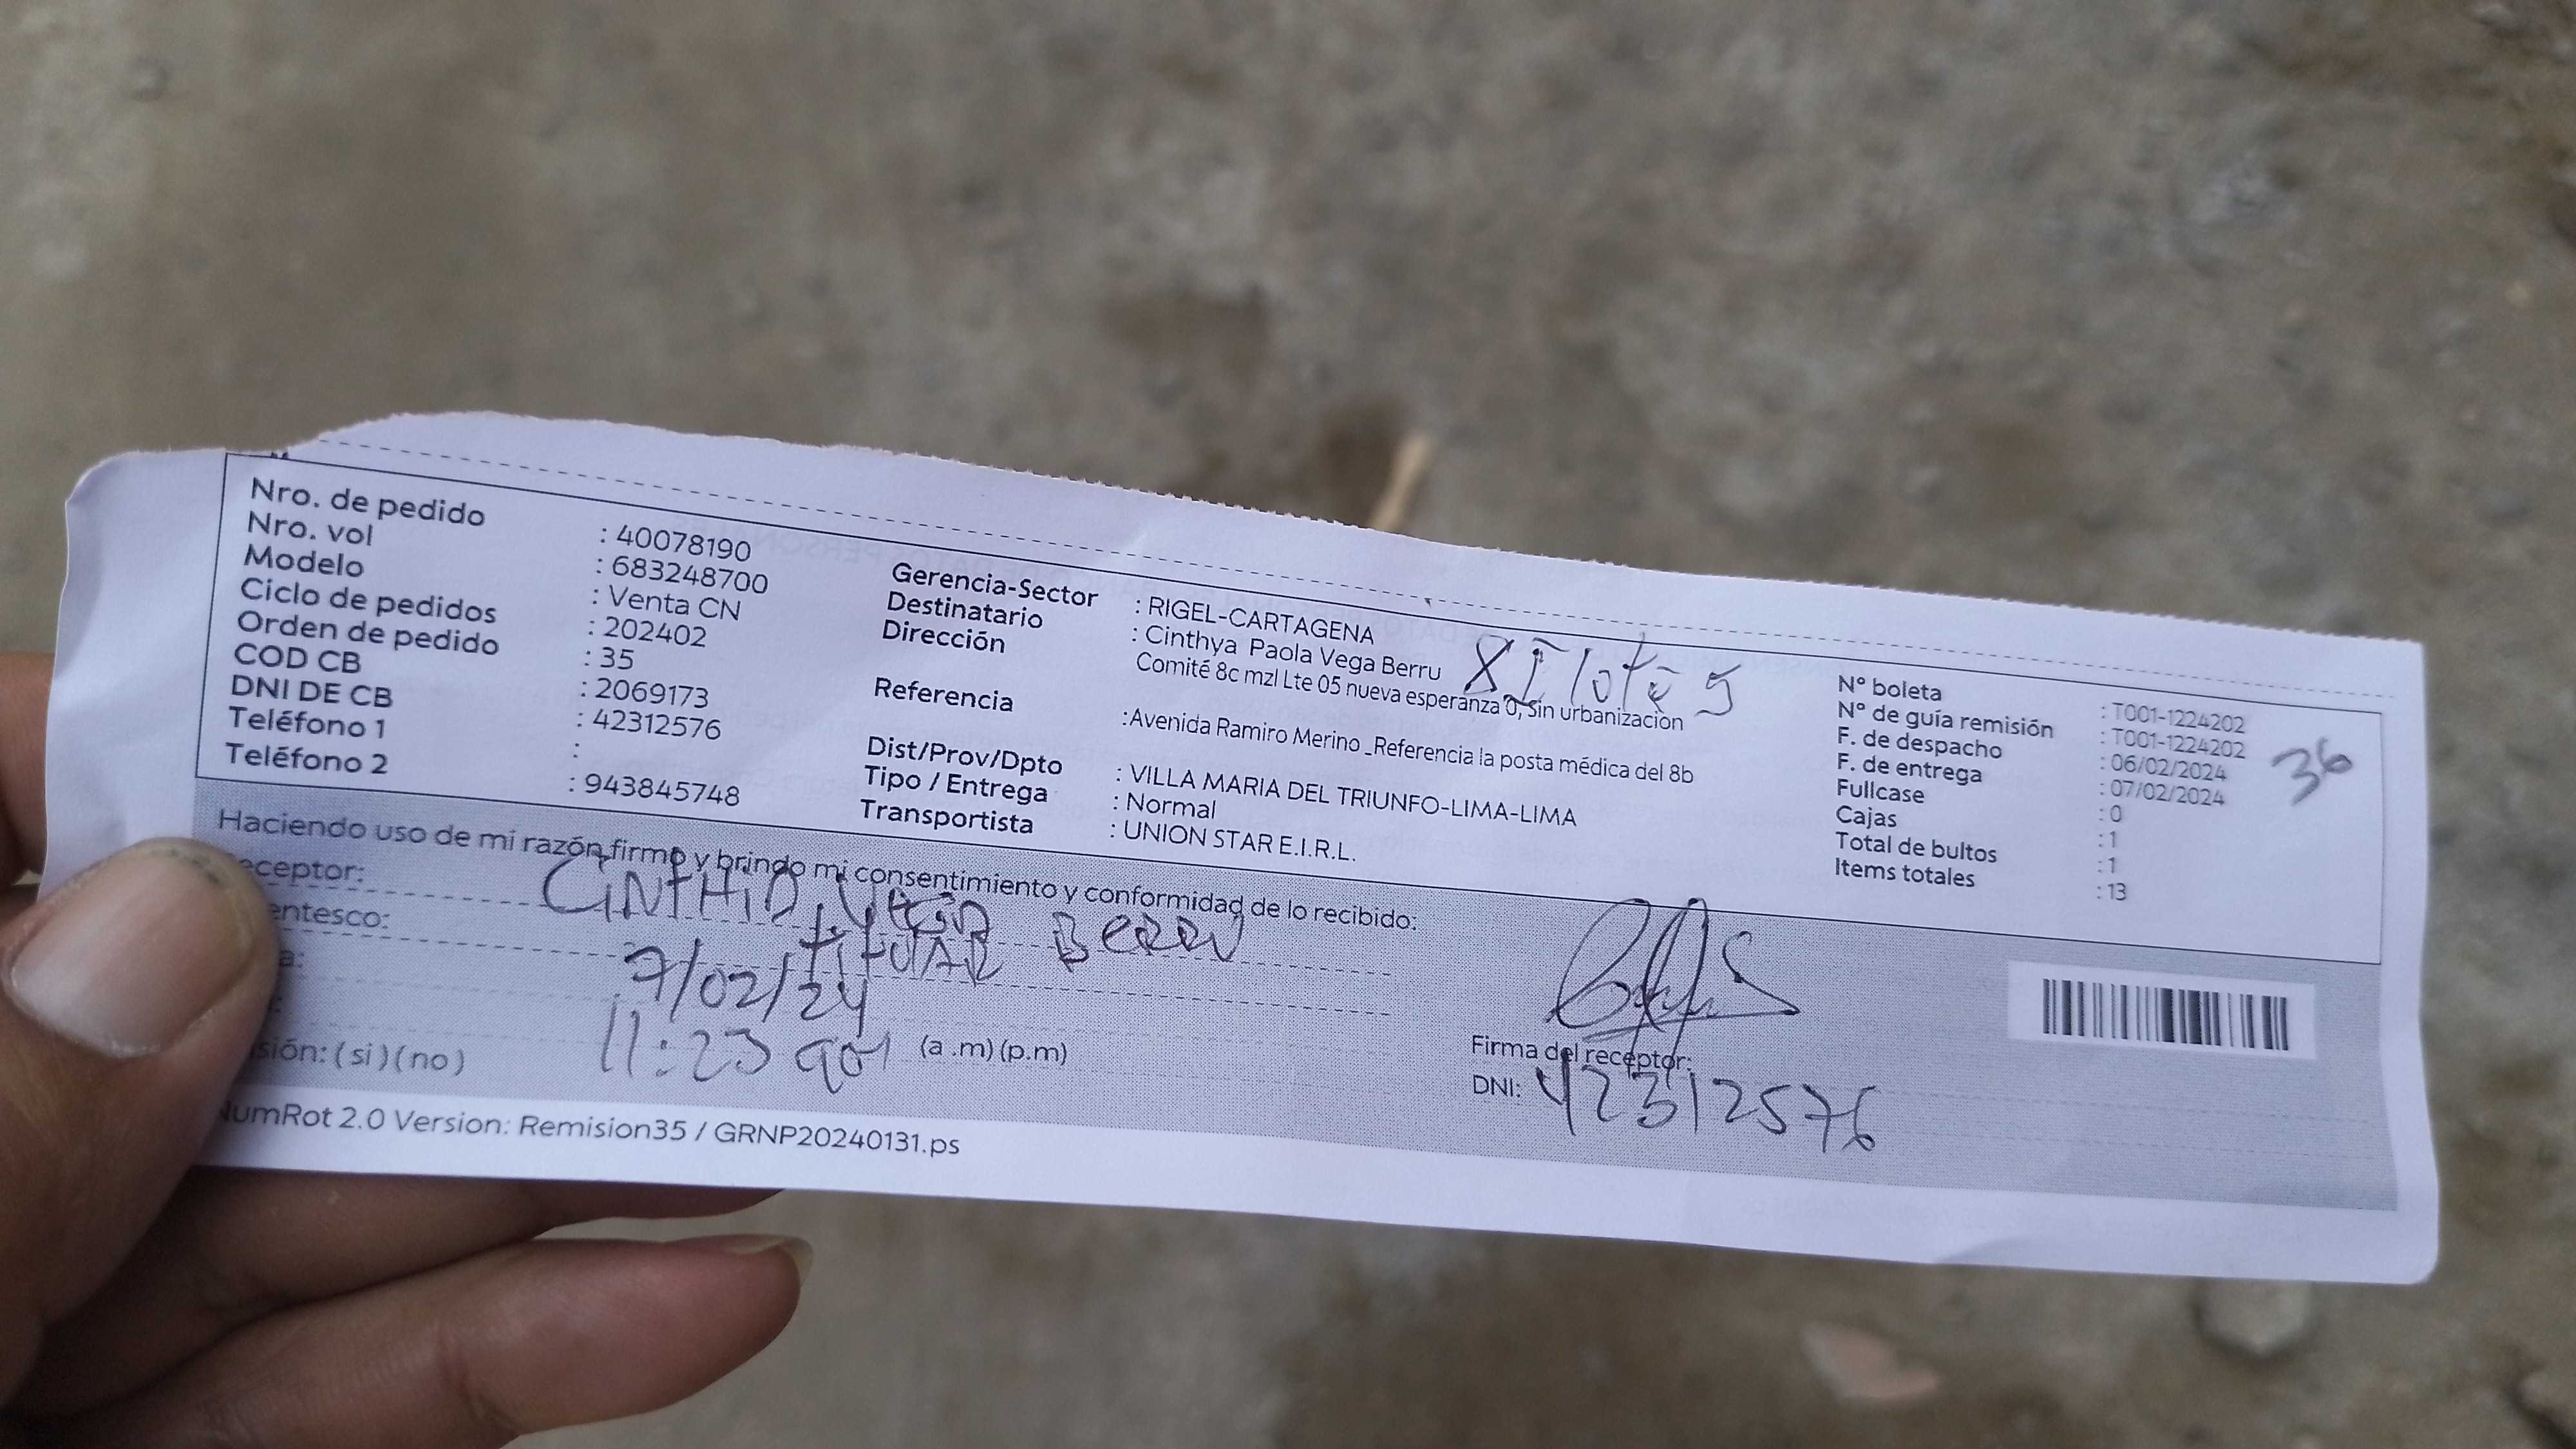 Nro. de pedido : 40078190
Nro. vol : 683248700
Modelo : Venta CN
Ciclo de pedidos : 202402
Orden de pedido : 35
COD CB : 2069173
DNI DE CB : 42312576
Teléfono 1 :
Teléfono 2 : 943845748
Gerencia-Sector : RIGEL-CARTAGENA
Destinatario : Cinthya Paola Vega Berru
Dirección Comité 8c mzl Lte 05 nueva esperanza 0, sin urbanizaciòn
lote 5
Referencia :Avenida Ramiro Merino _Referencia la posta médica del 8b
Dist/Prov/Dpto : VILLA MARIA DEL TRIUNFO-LIMA-LIMA
Tipo / Entrega : Normal
Transportista : UNION STAR E.I.R.L.
N° boleta : T001-1224202
N° de guía remisión : T001-1224202
F. de despacho : 06/02/2024
F. de entrega : 07/02/2024
Fullcase : 0
Cajas : 1
Total de bultos : 1
Items totales : 13
36
Haciendo uso de mi razón firmo y brindo mi consentimiento y conformidad de lo recibido:
eceptor: CINTHIA VEGA BERRU
entesco: TITULAR
a: 7/02/24
: 11:23 am (a .m) (p.m)
sión: ( si ) ( no )
Firma del receptor:
DNI: 42312576
NumRot 2.0 Version: Remision35 / GRNP20240131.ps